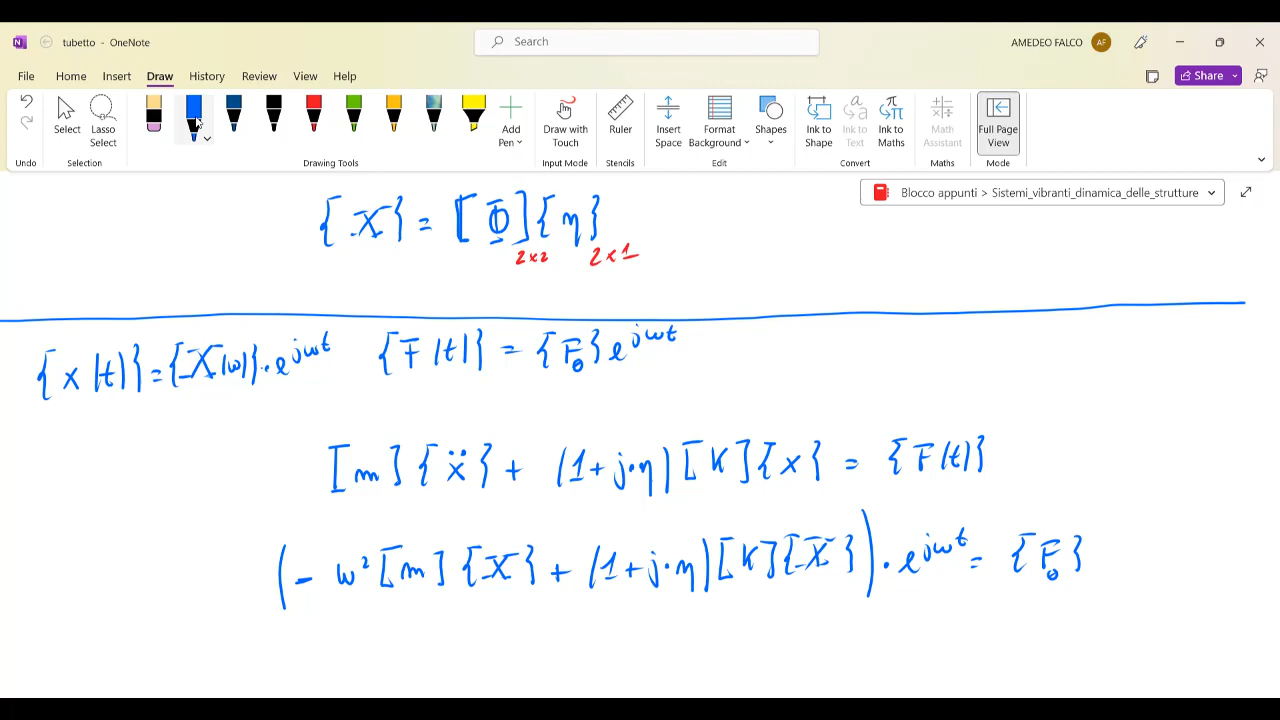 tubetto - OneNote
Search
AMEDEO FALCO AF
File Home Insert Draw History Review View Help
Share
Select Lasso Select Add Pen Draw with Touch Ruler Insert Space Format Background Shapes Ink to Shape Ink to Text Ink to Maths Math Assistant Full Page View
Undo Selection Drawing Tools Input Mode Stencils Edit Convert Maths Mode
Blocco appunti > Sistemi_vibranti_dinamica_delle_strutture
{X} = [Φ]{η}
2x2 2x1
{x(t)} = {X(ω)}·e^jωt {F(t)} = {F₀}e^jωt
[m]{ẍ} + (1+j·η)[K]{x} = {F(t)}
(-ω²[m]{X} + (1+j·η)[K]{X})·e^jωt = {F₀}